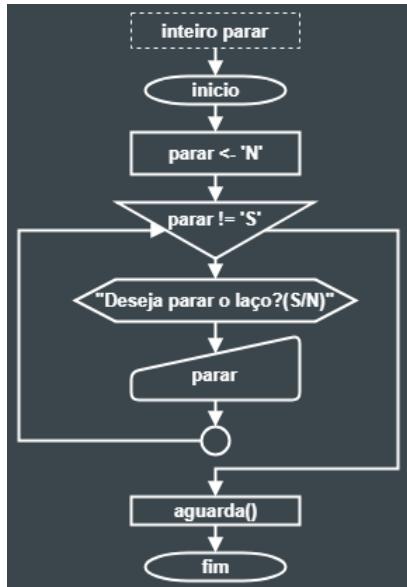 inteiro parar
inicio
parar <- 'N'
parar != 'S'
"Deseja parar o laço?(S/N)"
parar
aguarda()
fim